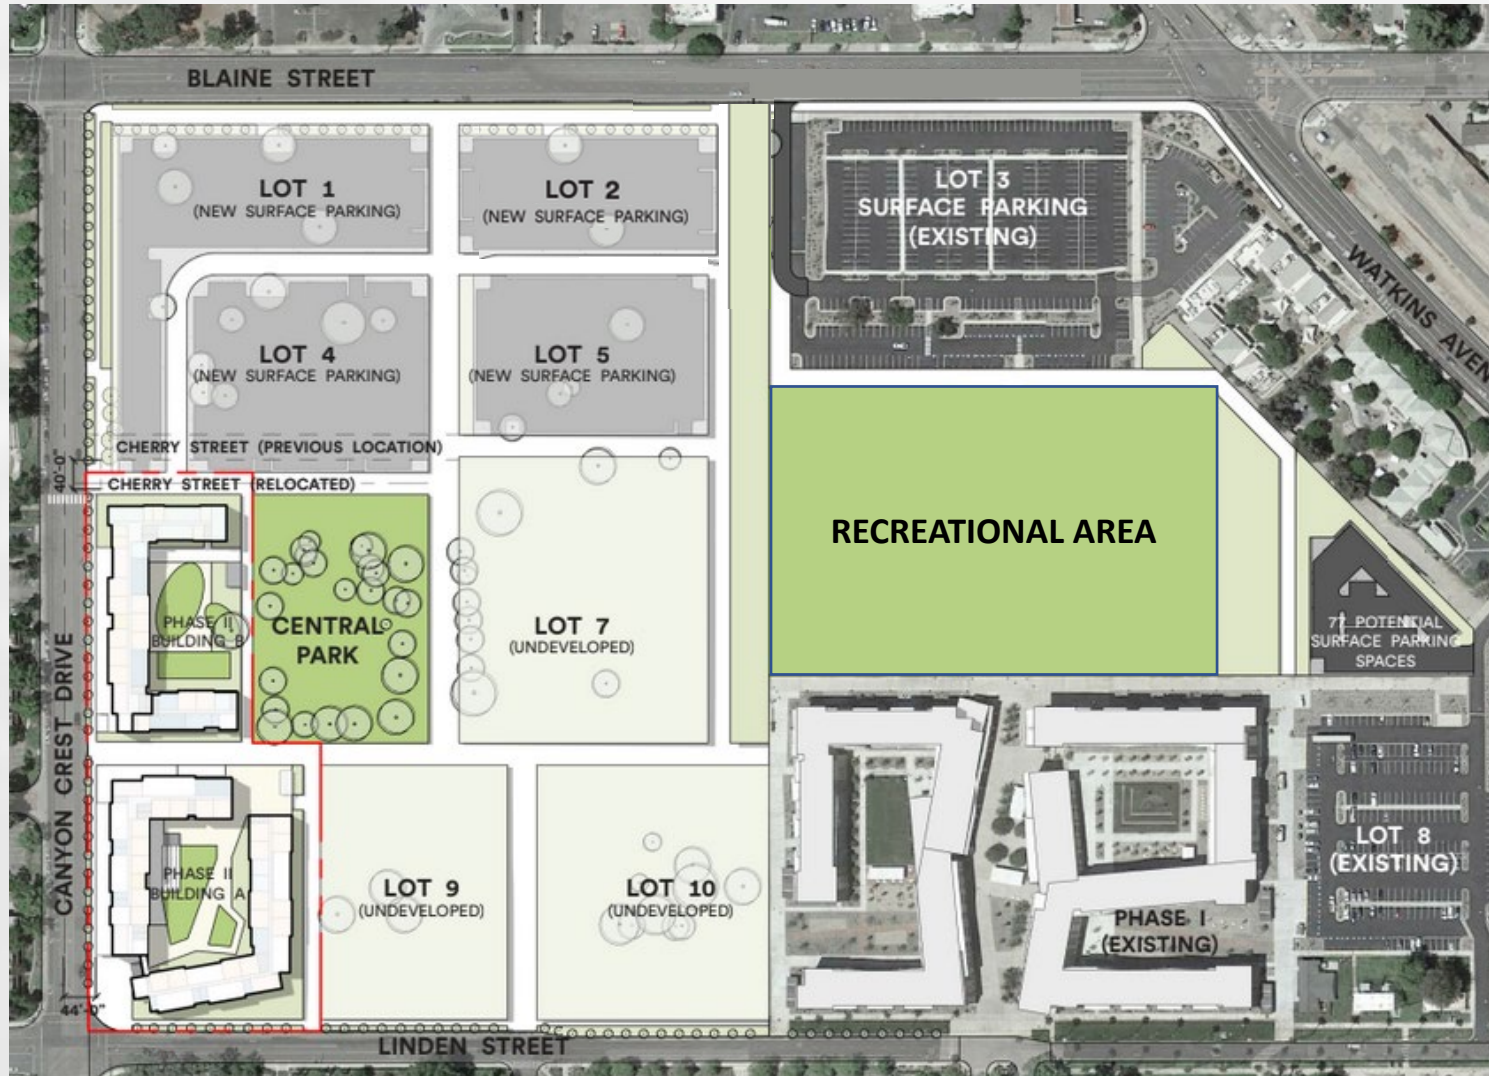 BLAINE STREET
LOT 1
(NEW SURFACE PARKING)
LOT 2
(NEW SURFACE PARKING)
LOT 3
SURFACE PARKING
(EXISTING)
WATKINS AVEN
LOT 4
(NEW SURFACE PARKING)
LOT 5
(NEW SURFACE PARKING)
CHERRY STREET (PREVIOUS LOCATION)
40'-0"
CHERRY STREET (RELOCATED)
RECREATIONAL AREA
PHASE II
BUILDING B
CENTRAL
PARK
LOT 7
(UNDEVELOPED)
77 POTENTIAL
SURFACE PARKING
SPACES
CANYON CREST DRIVE
PHASE II
BUILDING A
LOT 9
(UNDEVELOPED)
LOT 10
(UNDEVELOPED)
PHASE I
(EXISTING)
LOT 8
(EXISTING)
44'-0"
LINDEN STREET